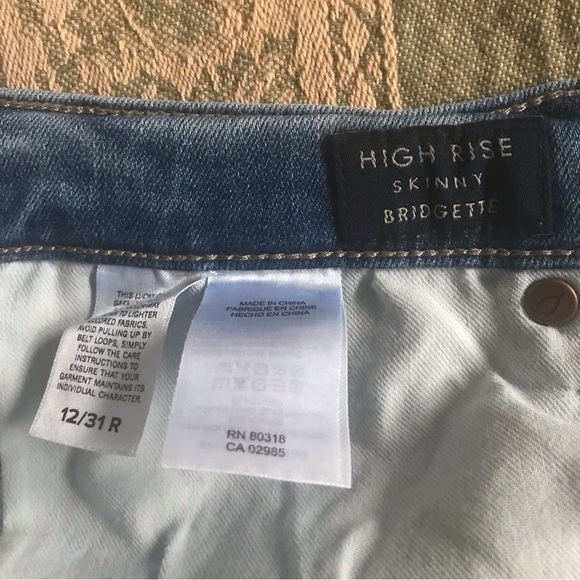 HIGH RISE
SKINNY
BRIDGETTE
THIS
TO LIGHTER
FABRICS.
AVOID PULLING UP BY
BELT LOOPS, SIMPLY
FOLLOW THE CARE
INSTRUCTIONS TO
ENSURE THAT YOUR
GARMENT MAINTAINS ITS
INDIVIDUAL CHARACTER.
12/31 R
MADE IN CHINA
FABRIQUÉ EN CHINE
HECHO EN CHINA
RN 80318
CA 02985